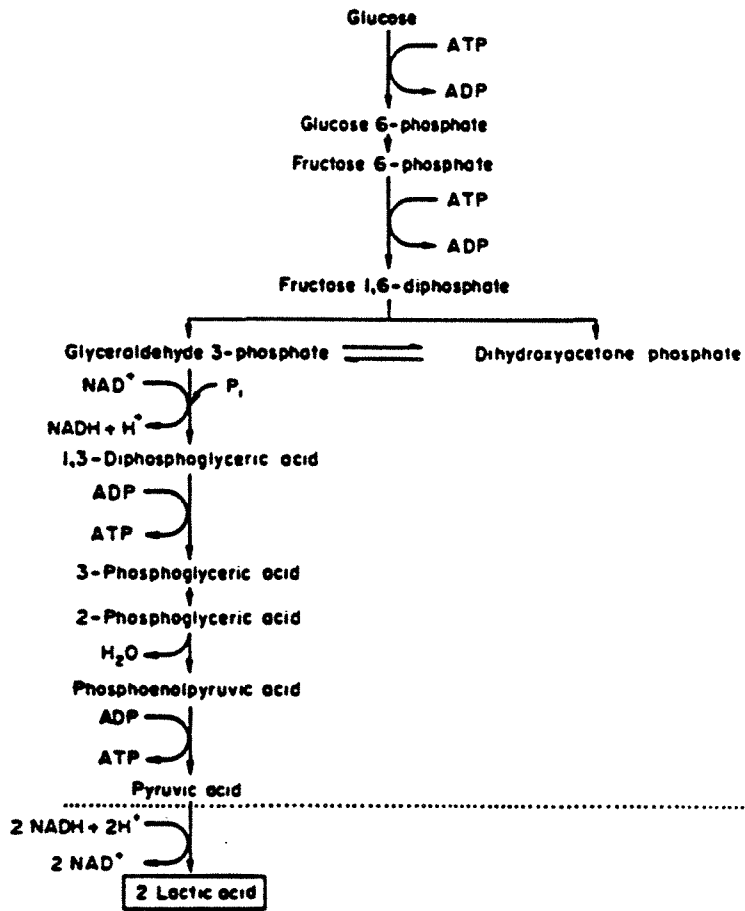 Glucose
ATP
ADP
Glucose 6-phosphate
Fructose 6-phosphate
ATP
ADP
Fructose 1,6-diphosphate
Glyceraldehyde 3-phosphate
Dihydroxyacetone phosphate
NAD⁺
Pᵢ
NADH + H⁺
1,3-Diphosphoglyceric acid
ADP
ATP
3-Phosphoglyceric acid
2-Phosphoglyceric acid
H₂O
Phosphoenolpyruvic acid
ADP
ATP
Pyruvic acid
2 NADH + 2H⁺
2 NAD⁺
2 Lactic acid